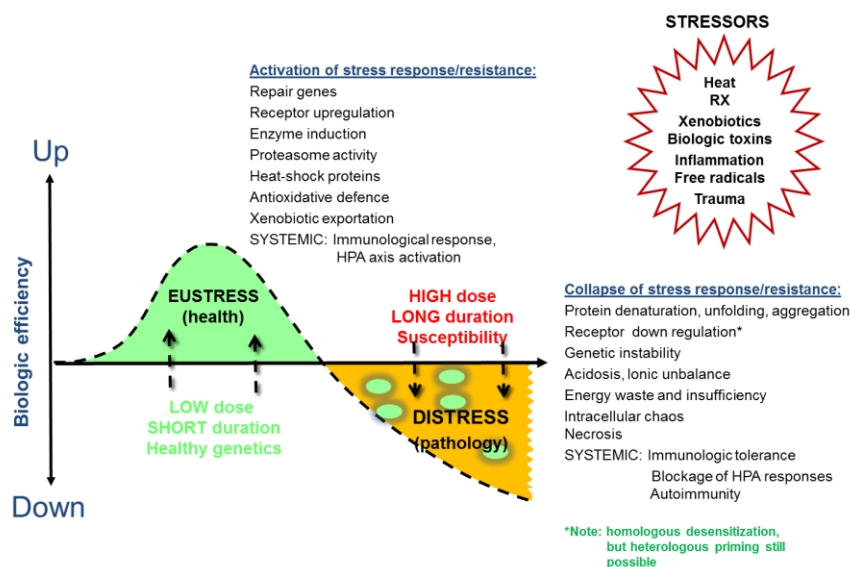 STRESSORS
Heat
RX
Xenobiotics
Biologic toxins
Inflammation
Free radicals
Trauma
Activation of stress response/resistance:
Repair genes
Receptor upregulation
Enzyme induction
Proteasome activity
Heat-shock proteins
Antioxidative defence
Xenobiotic exportation
SYSTEMIC: Immunological response,
HPA axis activation
Up
Biologic efficiency
Down
EUSTRESS
(health)
LOW dose
SHORT duration
Healthy genetics
HIGH dose
LONG duration
Susceptibility
DISTRESS
(pathology)
Collapse of stress response/resistance:
Protein denaturation, unfolding, aggregation
Receptor down regulation*
Genetic instability
Acidosis, Ionic unbalance
Energy waste and insufficiency
Intracellular chaos
Necrosis
SYSTEMIC: Immunologic tolerance
Blockage of HPA responses
Autoimmunity
*Note: homologous desensitization,
but heterologous priming still
possible